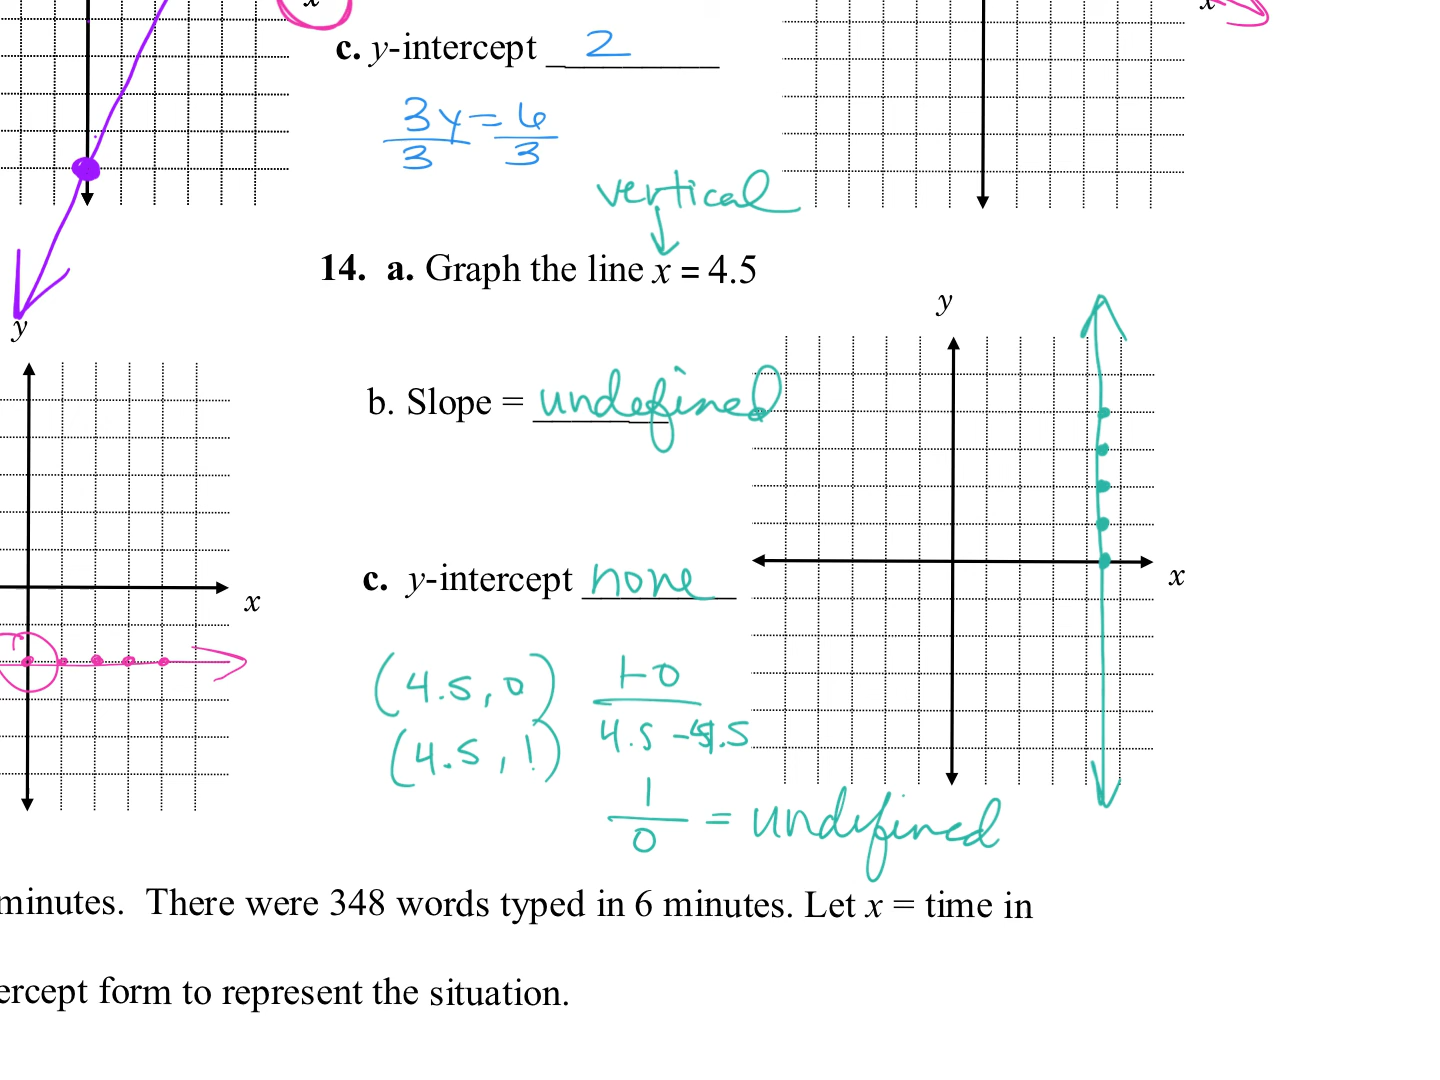 x
x
c. y-intercept 2
3y = 6
3 3
vertical
14. a. Graph the line x = 4.5
y
y
b. Slope = undefined
c. y-intercept none
x
x
(4.5, 0) 1-0
(4.5, 1) 4.5 - 4.5
1
0 = undefined
minutes. There were 348 words typed in 6 minutes. Let x = time in
ercept form to represent the situation.